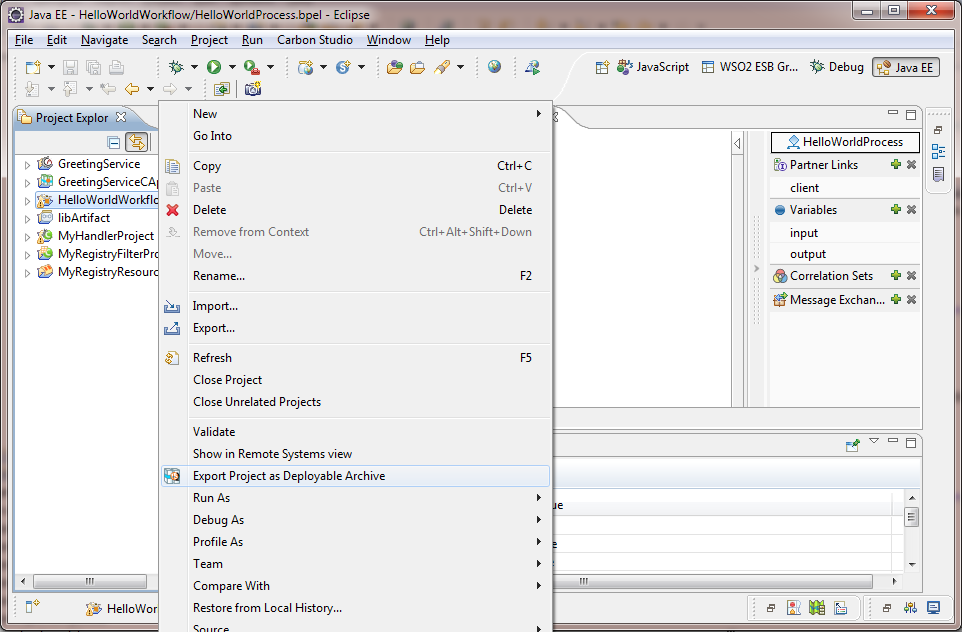 Java EE - HelloWorldWorkflow/HelloWorldProcess.bpel - Eclipse
File Edit Navigate Search Project Run Carbon Studio Window Help
JavaScript WSO2 ESB Gr... Debug Java EE
Project Explor
GreetingService
GreetingServiceCAp
HelloWorldWorkflo
libArtifact
MyHandlerProject
MyRegistryFilterPro
MyRegistryResourc
New
Go Into
Copy Ctrl+C
Paste Ctrl+V
Delete Delete
Remove from Context Ctrl+Alt+Shift+Down
Move...
Rename... F2
Import...
Export...
Refresh F5
Close Project
Close Unrelated Projects
Validate
Show in Remote Systems view
Export Project as Deployable Archive
Run As
Debug As
Profile As
Team
Compare With
Restore from Local History...
Source
HelloWorldProcess
Partner Links
client
Variables
input
output
Correlation Sets
Message Exchan...
ue
e
HelloWor